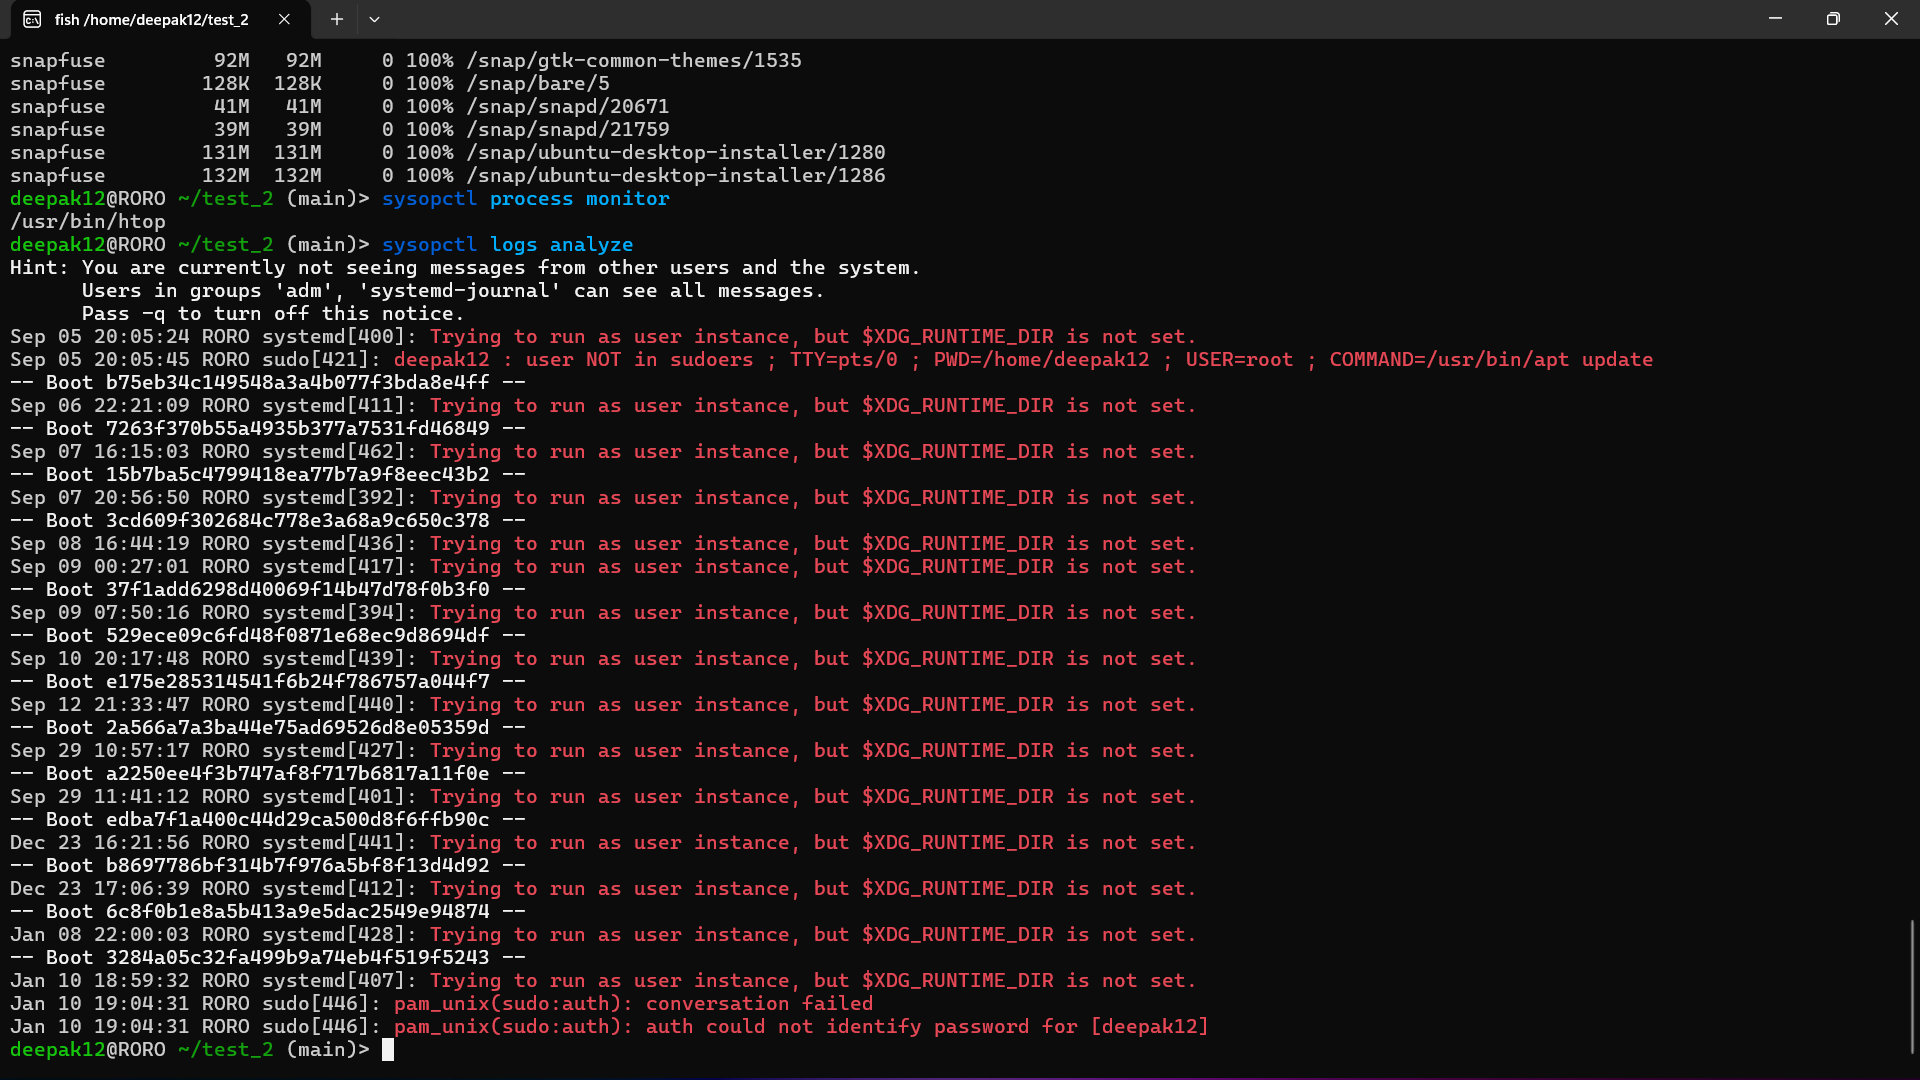 fish /home/deepak12/test_2
snapfuse         92M   92M     0 100% /snap/gtk-common-themes/1535
snapfuse        128K  128K     0 100% /snap/bare/5
snapfuse         41M   41M     0 100% /snap/snapd/20671
snapfuse         39M   39M     0 100% /snap/snapd/21759
snapfuse        131M  131M     0 100% /snap/ubuntu-desktop-installer/1280
snapfuse        132M  132M     0 100% /snap/ubuntu-desktop-installer/1286
deepak12@RORO ~/test_2 (main)> sysopctl process monitor
/usr/bin/htop
deepak12@RORO ~/test_2 (main)> sysopctl logs analyze
Hint: You are currently not seeing messages from other users and the system.
      Users in groups 'adm', 'systemd-journal' can see all messages.
      Pass -q to turn off this notice.
Sep 05 20:05:24 RORO systemd[400]: Trying to run as user instance, but $XDG_RUNTIME_DIR is not set.
Sep 05 20:05:45 RORO sudo[421]: deepak12 : user NOT in sudoers ; TTY=pts/0 ; PWD=/home/deepak12 ; USER=root ; COMMAND=/usr/bin/apt update
-- Boot b75eb34c149548a3a4b077f3bda8e4ff --
Sep 06 22:21:09 RORO systemd[411]: Trying to run as user instance, but $XDG_RUNTIME_DIR is not set.
-- Boot 7263f370b55a4935b377a7531fd46849 --
Sep 07 16:15:03 RORO systemd[462]: Trying to run as user instance, but $XDG_RUNTIME_DIR is not set.
-- Boot 15b7ba5c4799418ea77b7a9f8eec43b2 --
Sep 07 20:56:50 RORO systemd[392]: Trying to run as user instance, but $XDG_RUNTIME_DIR is not set.
-- Boot 3cd609f302684c778e3a68a9c650c378 --
Sep 08 16:44:19 RORO systemd[436]: Trying to run as user instance, but $XDG_RUNTIME_DIR is not set.
Sep 09 00:27:01 RORO systemd[417]: Trying to run as user instance, but $XDG_RUNTIME_DIR is not set.
-- Boot 37f1add6298d40069f14b47d78f0b3f0 --
Sep 09 07:50:16 RORO systemd[394]: Trying to run as user instance, but $XDG_RUNTIME_DIR is not set.
-- Boot 529ece09c6fd48f0871e68ec9d8694df --
Sep 10 20:17:48 RORO systemd[439]: Trying to run as user instance, but $XDG_RUNTIME_DIR is not set.
-- Boot e175e285314541f6b24f786757a044f7 --
Sep 12 21:33:47 RORO systemd[440]: Trying to run as user instance, but $XDG_RUNTIME_DIR is not set.
-- Boot 2a566a7a3ba44e75ad69526d8e05359d --
Sep 29 10:57:17 RORO systemd[427]: Trying to run as user instance, but $XDG_RUNTIME_DIR is not set.
-- Boot a2250ee4f3b747af8f717b6817a11f0e --
Sep 29 11:41:12 RORO systemd[401]: Trying to run as user instance, but $XDG_RUNTIME_DIR is not set.
-- Boot edba7f1a400c44d29ca500d8f6ffb90c --
Dec 23 16:21:56 RORO systemd[441]: Trying to run as user instance, but $XDG_RUNTIME_DIR is not set.
-- Boot b8697786bf314b7f976a5bf8f13d4d92 --
Dec 23 17:06:39 RORO systemd[412]: Trying to run as user instance, but $XDG_RUNTIME_DIR is not set.
-- Boot 6c8f0b1e8a5b413a9e5dac2549e94874 --
Jan 08 22:00:03 RORO systemd[428]: Trying to run as user instance, but $XDG_RUNTIME_DIR is not set.
-- Boot 3284a05c32fa499b9a74eb4f519f5243 --
Jan 10 18:59:32 RORO systemd[407]: Trying to run as user instance, but $XDG_RUNTIME_DIR is not set.
Jan 10 19:04:31 RORO sudo[446]: pam_unix(sudo:auth): conversation failed
Jan 10 19:04:31 RORO sudo[446]: pam_unix(sudo:auth): auth could not identify password for [deepak12]
deepak12@RORO ~/test_2 (main)>